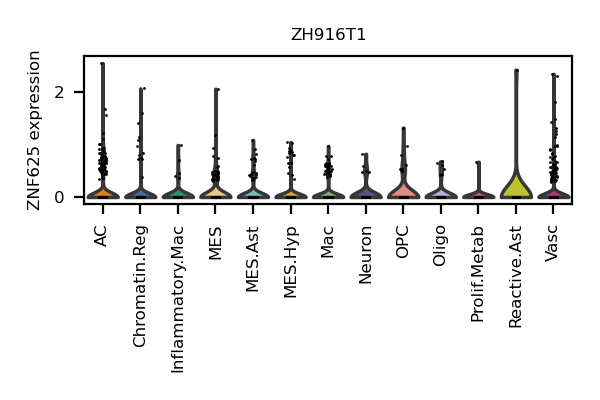 ZH916T1
ZNF625 expression
2
0
AC
Chromatin.Reg
Inflammatory.Mac
MES
MES.Ast
MES.Hyp
Mac
Neuron
OPC
Oligo
Prolif.Metab
Reactive.Ast
Vasc